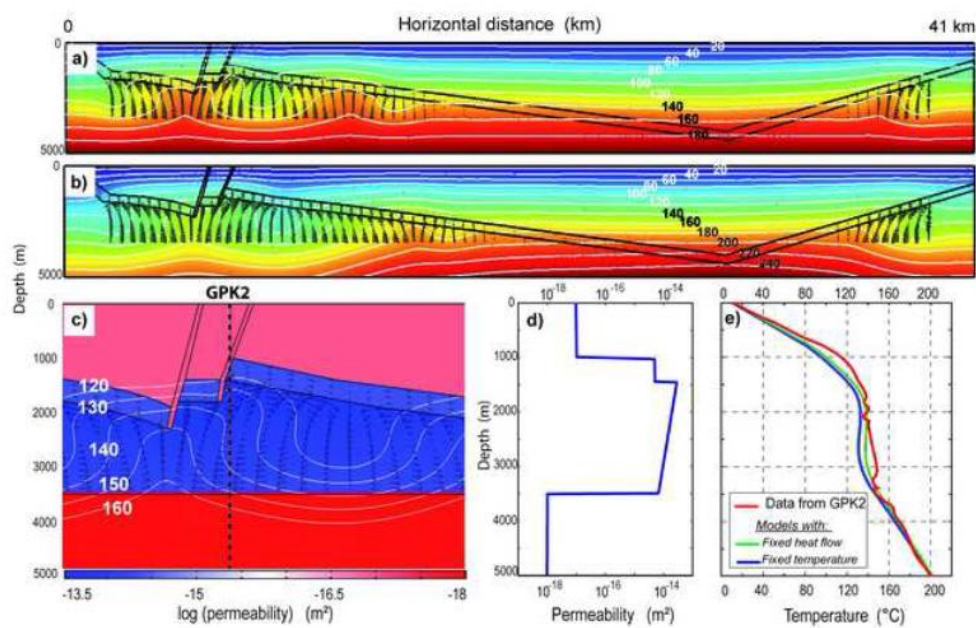 0 Horizontal distance (km) 41 km
0
a)
20
40
60
80
100
120
140
160
180
5000
0
b)
20
40
60
80
100
140
160
180
200
220
240
5000
Depth (m)
GPK2
c)
0
1000
2000
3000
4000
5000
120
130
140
150
160
-13.5 -15 -16.5 -18
log (permeability) (m²)
10⁻¹⁸ 10⁻¹⁶ 10⁻¹⁴
d)
0
1000
2000
3000
4000
5000
Depth (m)
10⁻¹⁸ 10⁻¹⁶ 10⁻¹⁴
Permeability (m²)
0 40 80 120 160 200
e)
Data from GPK2
Models with:
Fixed heat flow
Fixed temperature
0 40 80 120 160 200
Temperature (°C)